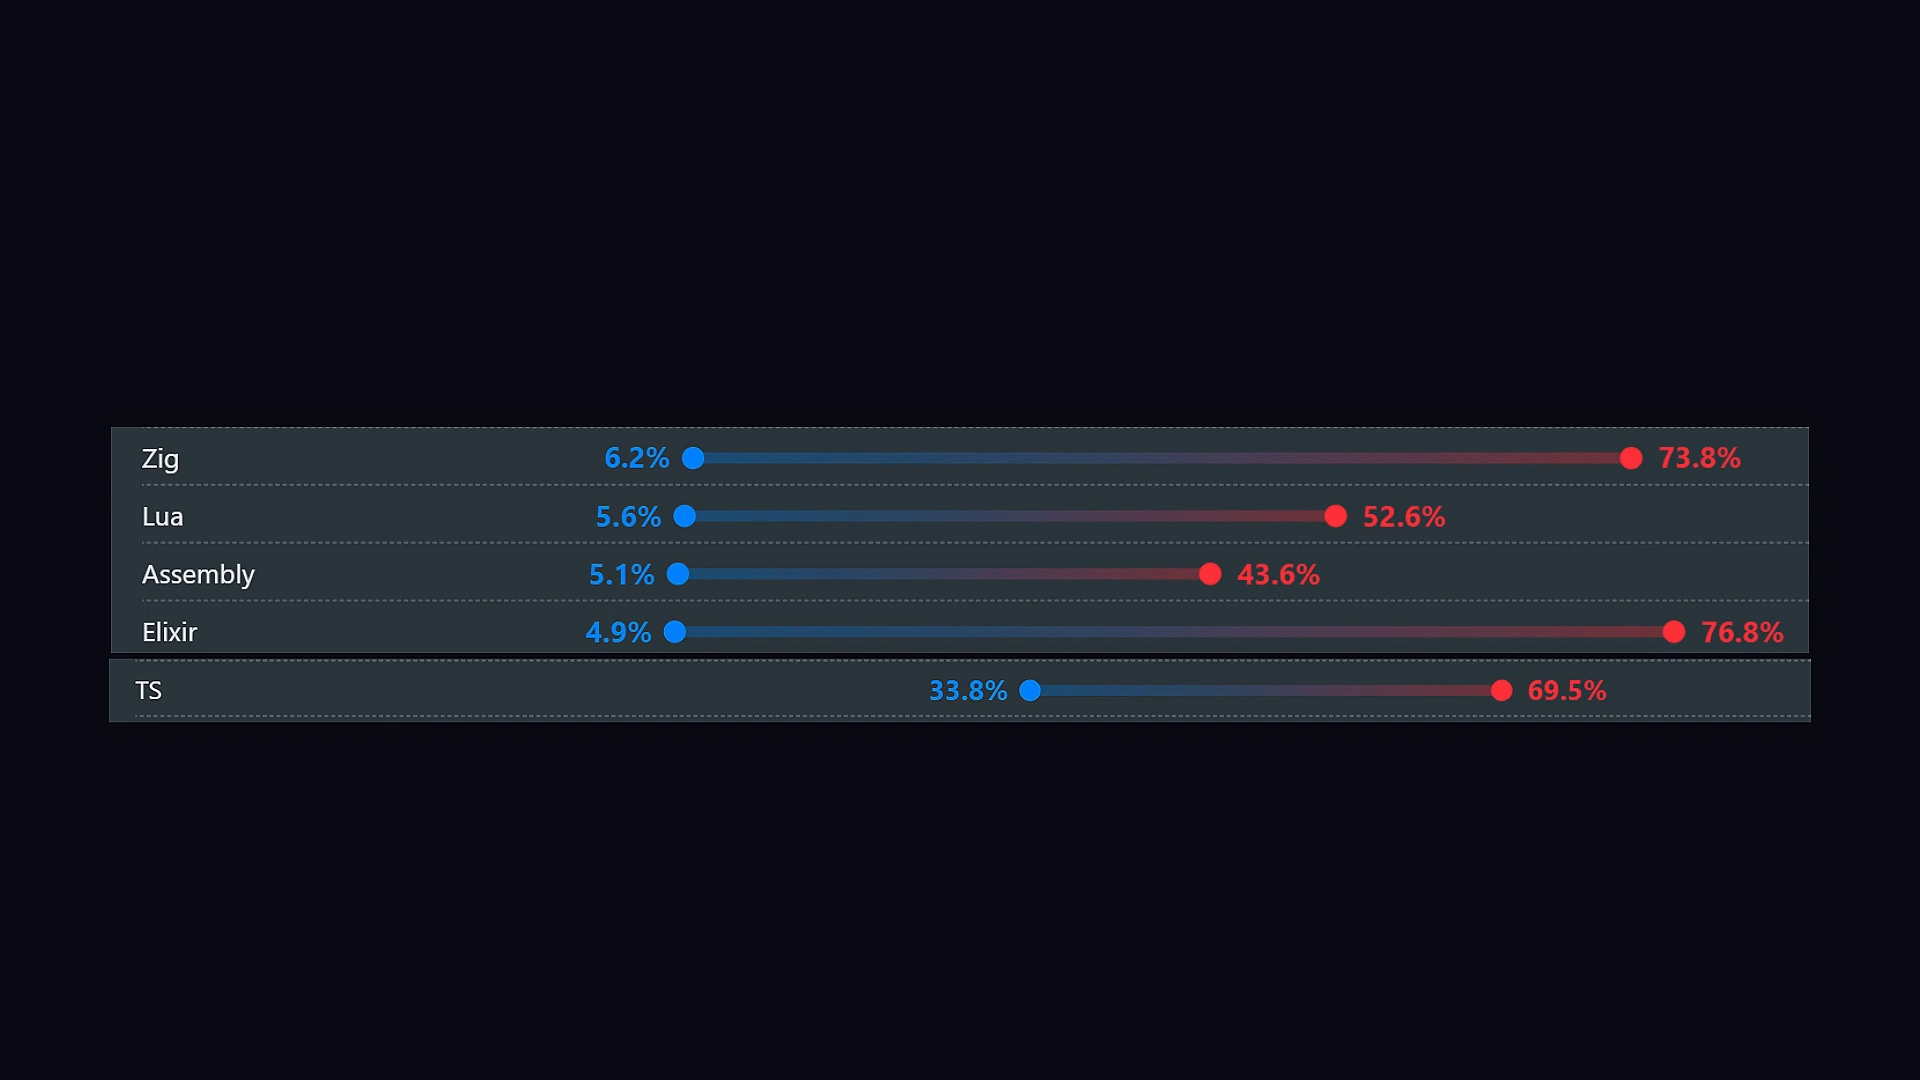 Zig 6.2% 73.8%
Lua 5.6% 52.6%
Assembly 5.1% 43.6%
Elixir 4.9% 76.8%
TS 33.8% 69.5%